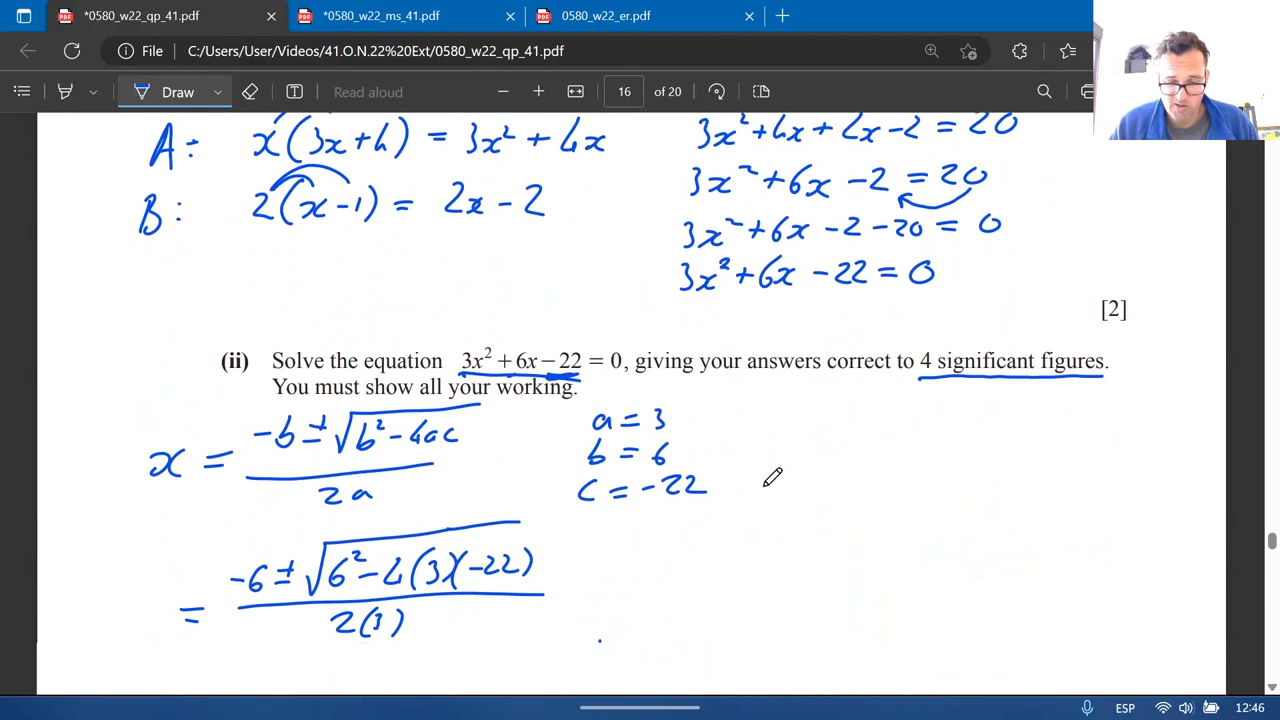 *0580_w22_qp_41.pdf
*0580_w22_ms_41.pdf
0580_w22_er.pdf
File C:/Users/User/Videos/41.O.N.22%20Ext/0580_w22_qp_41.pdf
Draw
Read aloud
16 of 20
A: x(3x+4) = 3x² + 4x
B: 2(x-1) = 2x - 2
3x² + 4x + 2x - 2 = 20
3x² + 6x - 2 = 20
3x² + 6x - 2 - 20 = 0
3x² + 6x - 22 = 0
[2]
(ii) Solve the equation 3x² + 6x − 22 = 0, giving your answers correct to 4 significant figures.
You must show all your working.
x = -b ± √b² - 4ac
2a
a = 3
b = 6
c = -22
= -6 ± √6² - 4(3)(-22)
2(3)
ESP
12:46